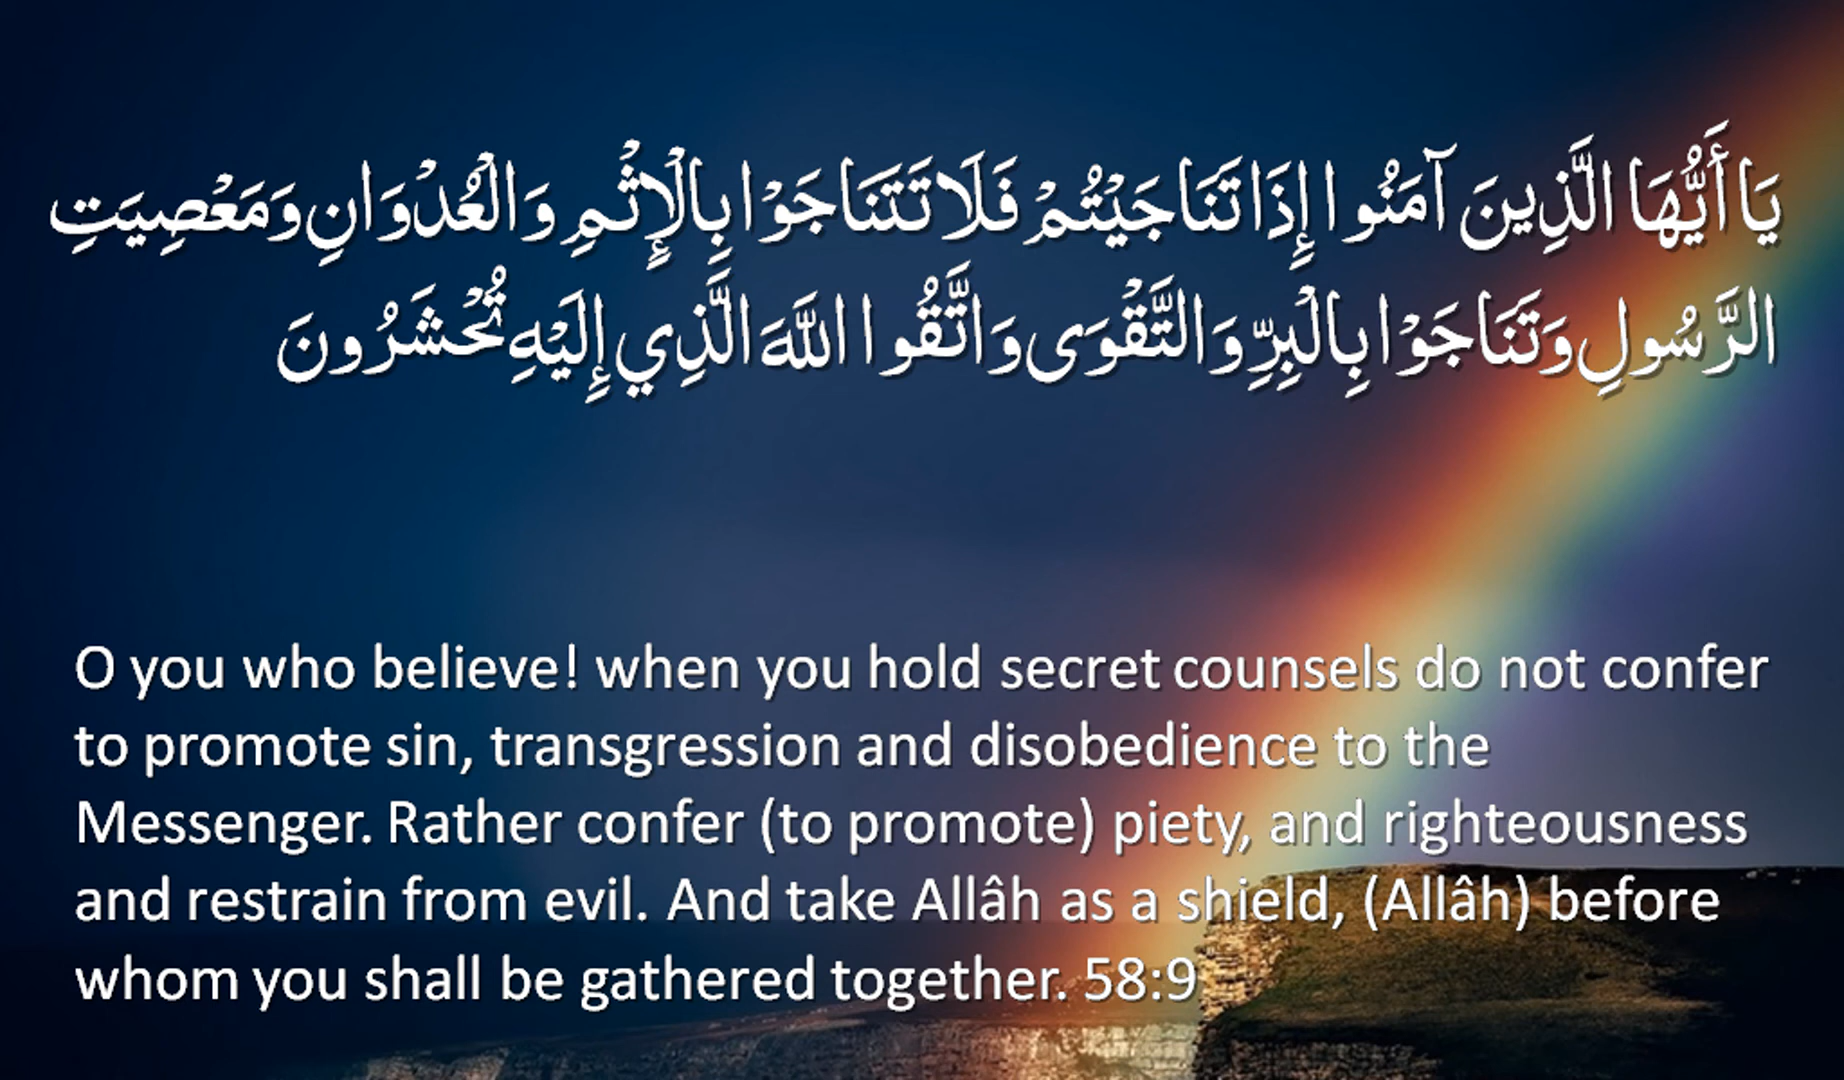 يَا أَيُّهَا الَّذِينَ آمَنُوا إِذَا تَنَاجَيْتُمْ فَلَا تَتَنَاجَوْا بِالْإِثْمِ وَالْعُدْوَانِ وَمَعْصِيَتِ
الرَّسُولِ وَتَنَاجَوْا بِالْبِرِّ وَالتَّقْوَى وَاتَّقُوا اللَّهَ الَّذِي إِلَيْهِ تُحْشَرُونَ
O you who believe! when you hold secret counsels do not confer
to promote sin, transgression and disobedience to the
Messenger. Rather confer (to promote) piety, and righteousness
and restrain from evil. And take Allâh as a shield, (Allâh) before
whom you shall be gathered together. 58:9